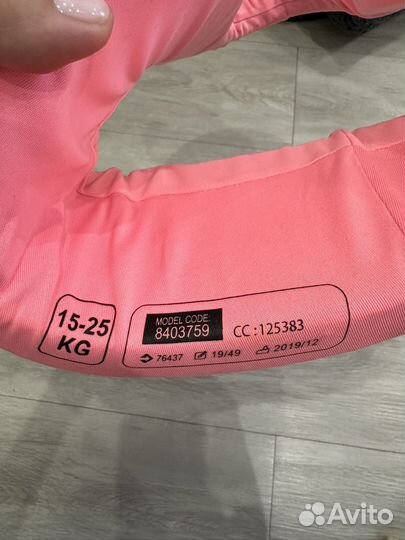 15-25
KG
MODEL CODE:
8403759
CC:125383
76437 19/49 2019/12
Avito